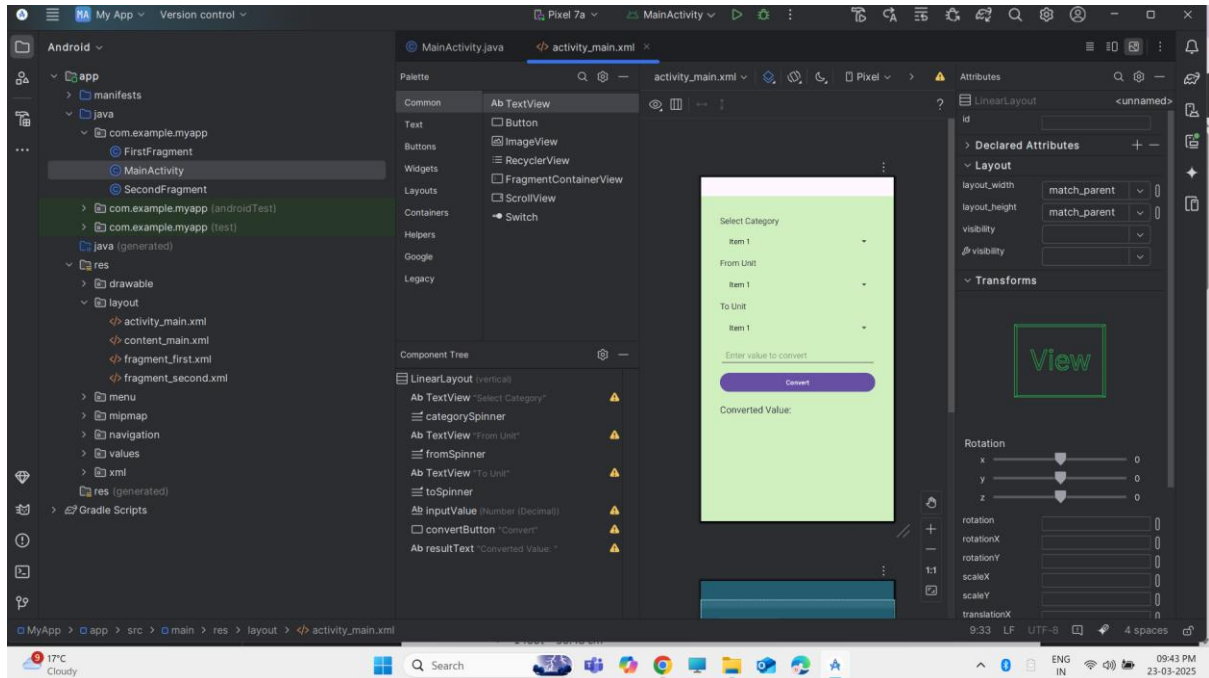 MA My App Version control Pixel 7a MainActivity
Android
MainActivity.java activity_main.xml
app
manifests
java
com.example.myapp
FirstFragment
MainActivity
SecondFragment
com.example.myapp (androidTest)
com.example.myapp (test)
java (generated)
res
drawable
layout
activity_main.xml
content_main.xml
fragment_first.xml
fragment_second.xml
menu
mipmap
navigation
values
xml
res (generated)
Gradle Scripts
Palette
Common
Text
Buttons
Widgets
Layouts
Containers
Helpers
Google
Legacy
Ab TextView
Button
ImageView
RecyclerView
FragmentContainerView
ScrollView
Switch
Component Tree
LinearLayout (vertical)
Ab TextView "Select Category"
categorySpinner
Ab TextView "From Unit"
fromSpinner
Ab TextView "To Unit"
toSpinner
Ab inputValue (Number (Decimal))
convertButton "Convert"
Ab resultText "Converted Value: "
activity_main.xml Pixel
?
Select Category
Item 1
From Unit
Item 1
To Unit
Item 1
Enter value to convert
Convert
Converted Value:
1:1
Attributes
LinearLayout <unnamed>
id
Declared Attributes
Layout
layout_width match_parent
layout_height match_parent
visibility
visibility
Transforms
View
Rotation
x 0
y 0
z 0
rotation
rotationX
rotationY
scaleX
scaleY
translationX
MyApp > app > src > main > res > layout > activity_main.xml
9:33 LF UTF-8 4 spaces
9
17°C
Cloudy
Search
ENG
IN
09:43 PM
23-03-2025